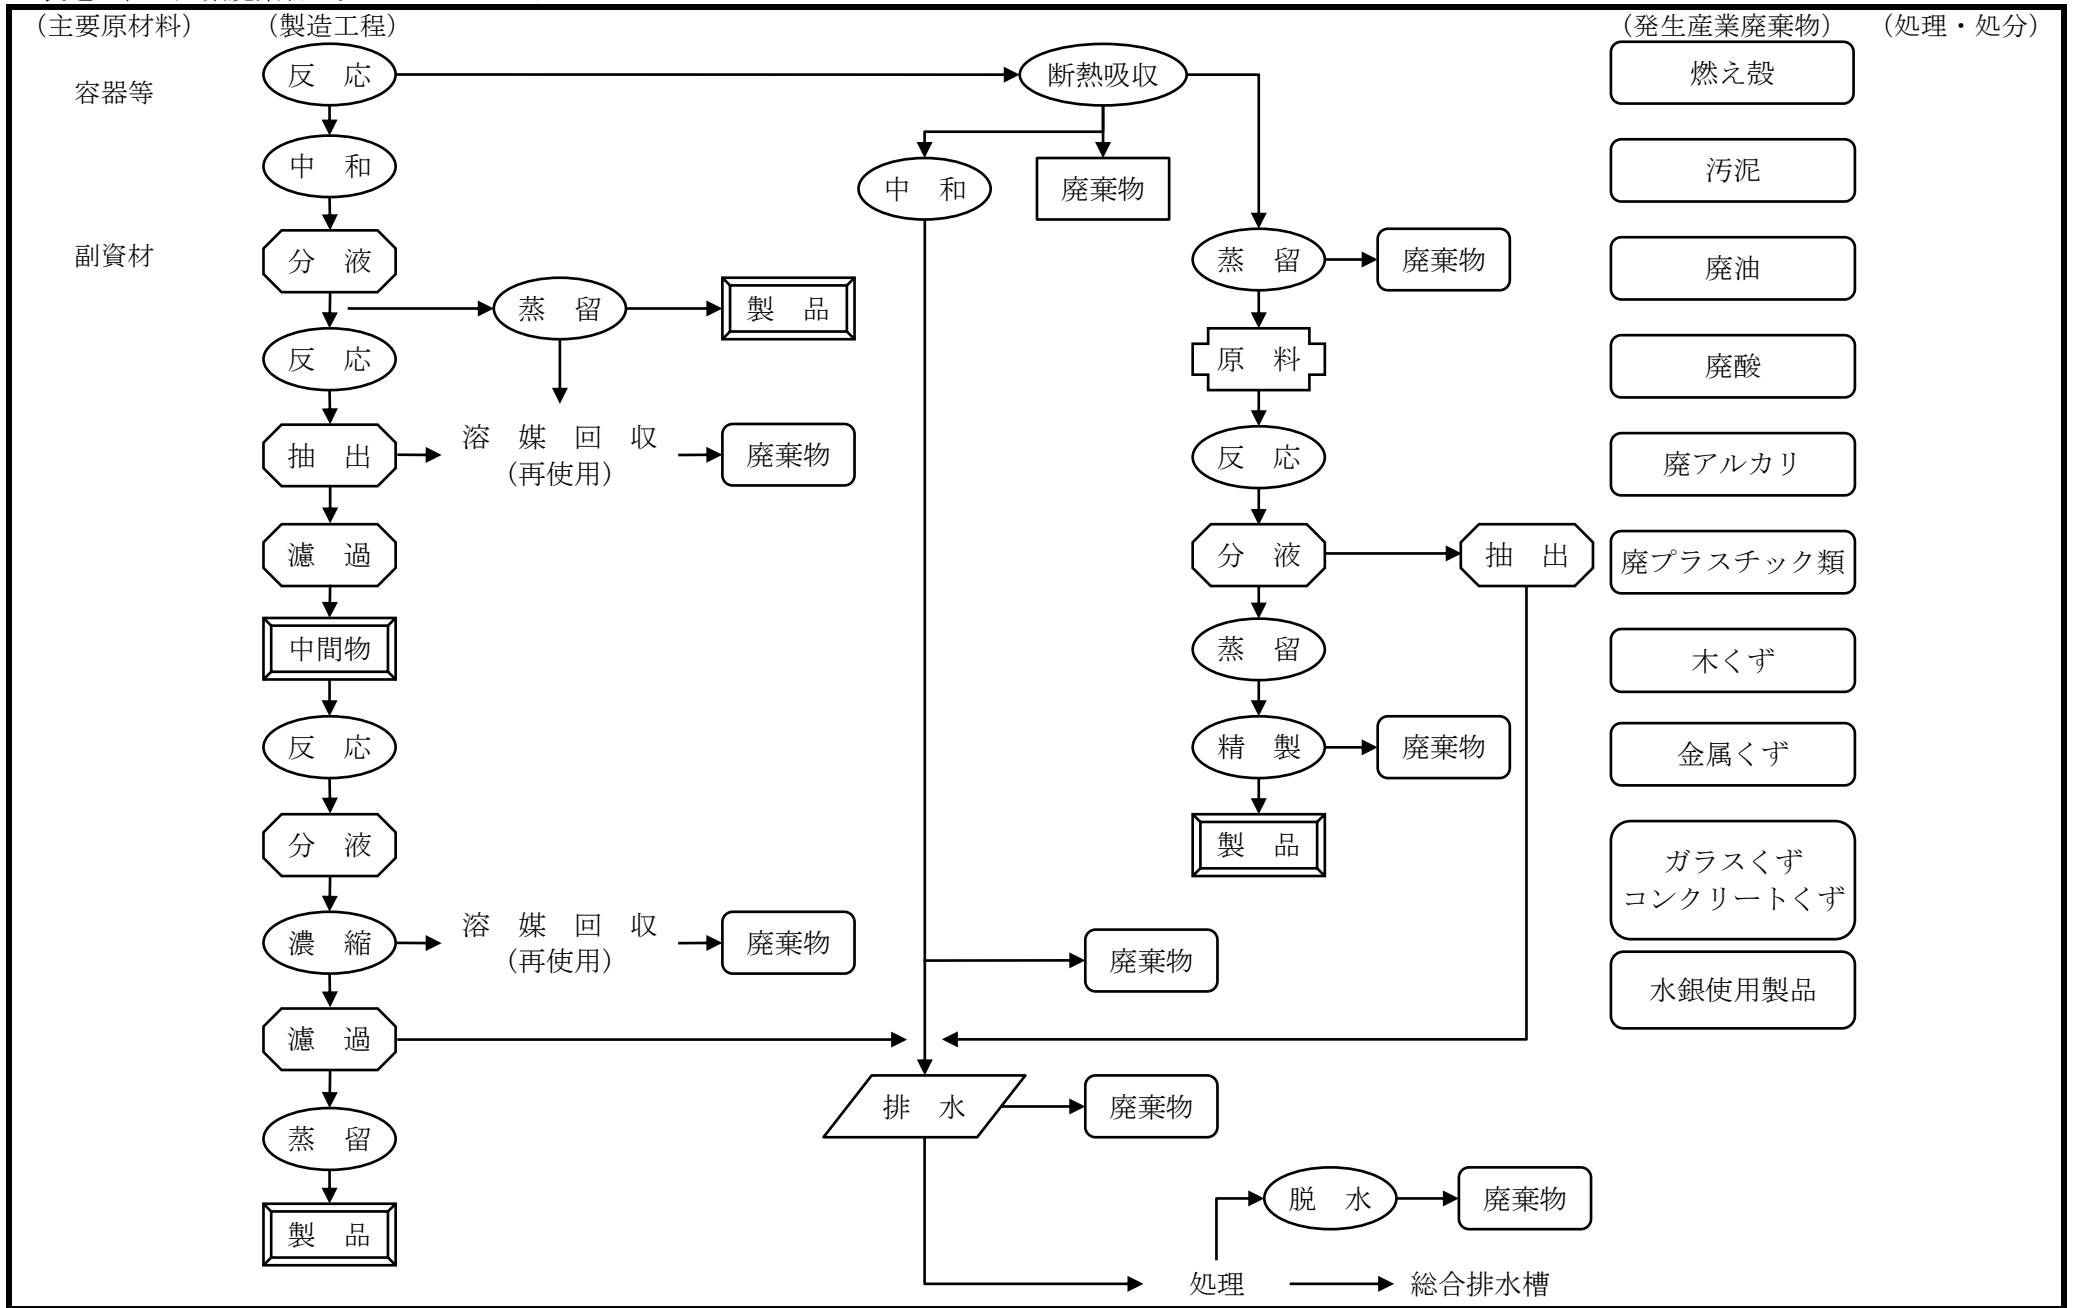 （主要原材料）
（製造工程）
（発生産業廃棄物）
（処理・処分）
容器等
副資材
反　応
中　和
分　液
反　応
抽　出
濾　過
中間物
反　応
分　液
濃　縮
濾　過
蒸　留
製　品
蒸　留
製　品
溶　媒　回　収
（再使用）
廃棄物
溶　媒　回　収
（再使用）
廃棄物
断熱吸収
中　和
廃棄物
廃棄物
排　水
廃棄物
処理
総合排水槽
脱　水
廃棄物
蒸　留
廃棄物
原　料
反　応
分　液
抽　出
蒸　留
精　製
廃棄物
製　品
燃え殻
汚泥
廃油
廃酸
廃アルカリ
廃プラスチック類
木くず
金属くず
ガラスくず
コンクリートくず
水銀使用製品